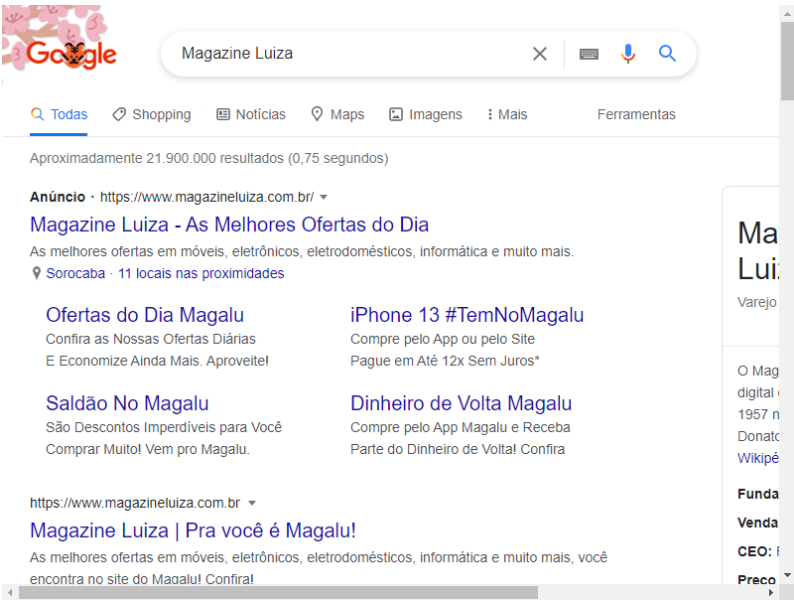 Google
Magazine Luiza
Todas
Shopping
Notícias
Maps
Imagens
Mais
Ferramentas
Aproximadamente 21.900.000 resultados (0,75 segundos)
Anúncio · https://www.magazineluiza.com.br/
Magazine Luiza - As Melhores Ofertas do Dia
As melhores ofertas em móveis, eletrônicos, eletrodomésticos, informática e muito mais.
Sorocaba · 11 locais nas proximidades
Ofertas do Dia Magalu
Confira as Nossas Ofertas Diárias
E Economize Ainda Mais. Aproveite!
iPhone 13 #TemNoMagalu
Compre pelo App ou pelo Site
Pague em Até 12x Sem Juros*
Saldão No Magalu
São Descontos Imperdíveis para Você
Comprar Muito! Vem pro Magalu.
Dinheiro de Volta Magalu
Compre pelo App Magalu e Receba
Parte do Dinheiro de Volta! Confira
https://www.magazineluiza.com.br
Magazine Luiza | Pra você é Magalu!
As melhores ofertas em móveis, eletrônicos, eletrodomésticos, informática e muito mais, você
encontra no site do Magalu! Confira!
Ma
Lui
Varejo
O Mag
digital
1957 n
Donato
Wikipé
Funda
Venda
CEO:
Preço